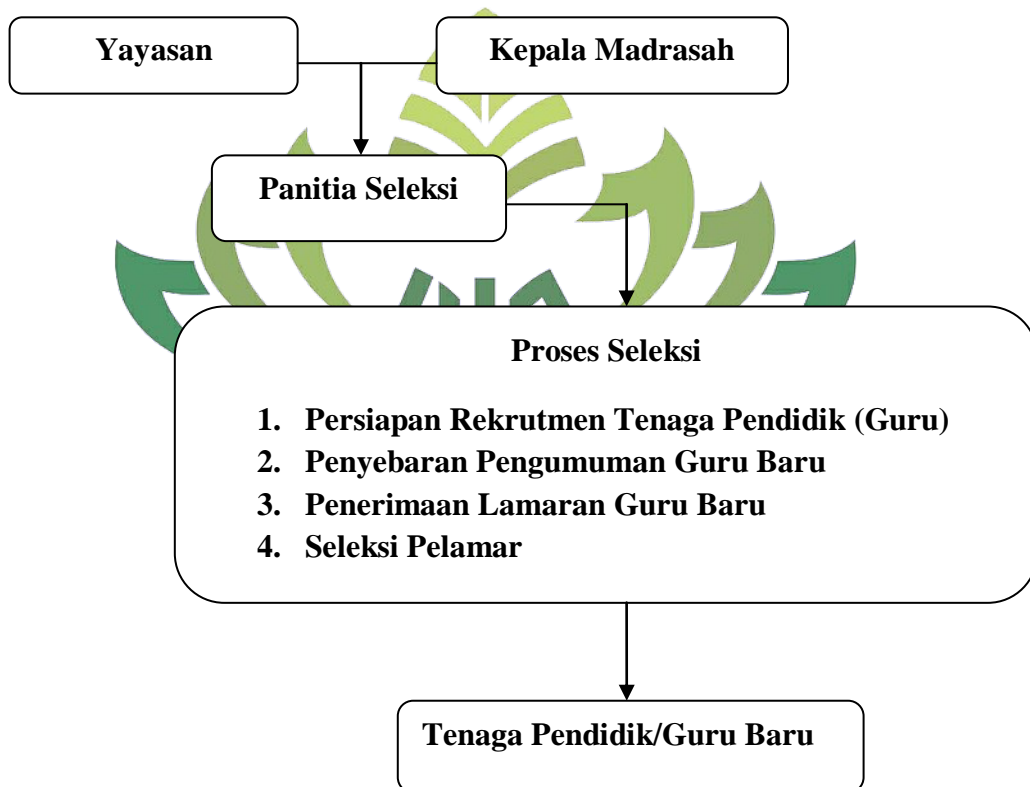 Yayasan
Kepala Madrasah
Panitia Seleksi
Proses Seleksi
1. Persiapan Rekrutmen Tenaga Pendidik (Guru)
2. Penyebaran Pengumuman Guru Baru
3. Penerimaan Lamaran Guru Baru
4. Seleksi Pelamar
Tenaga Pendidik/Guru Baru